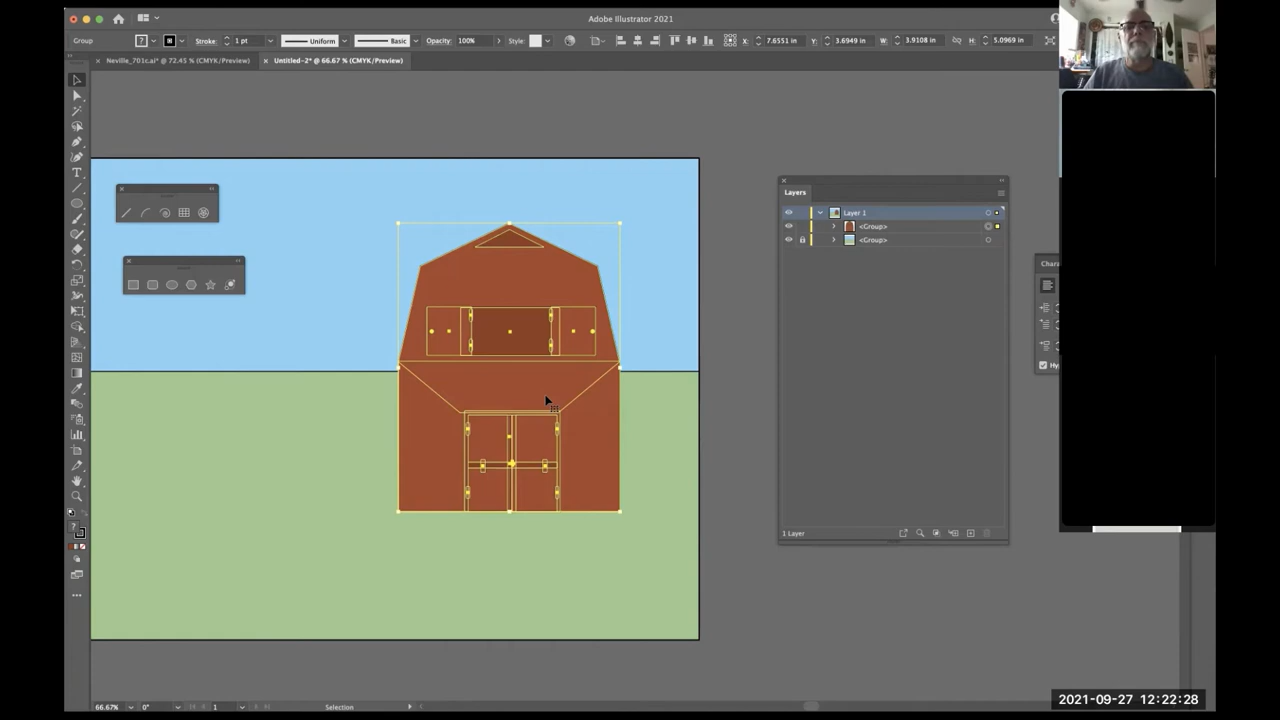 Adobe Illustrator 2021
Group
?
Stroke:
1 pt
Uniform
Basic
Opacity:
100%
Style:
X:
7.6551 in
Y:
3.6949 in
W:
3.9108 in
H:
5.0969 in
Neville_701c.ai* @ 72.45 % (CMYK/Preview)
Untitled-2* @ 66.67 % (CMYK/Preview)
Layers
Layer 1
<Group>
<Group>
Chara
Hy
1 Layer
66.67%
0°
1
Selection
2021-09-27 12:22:28